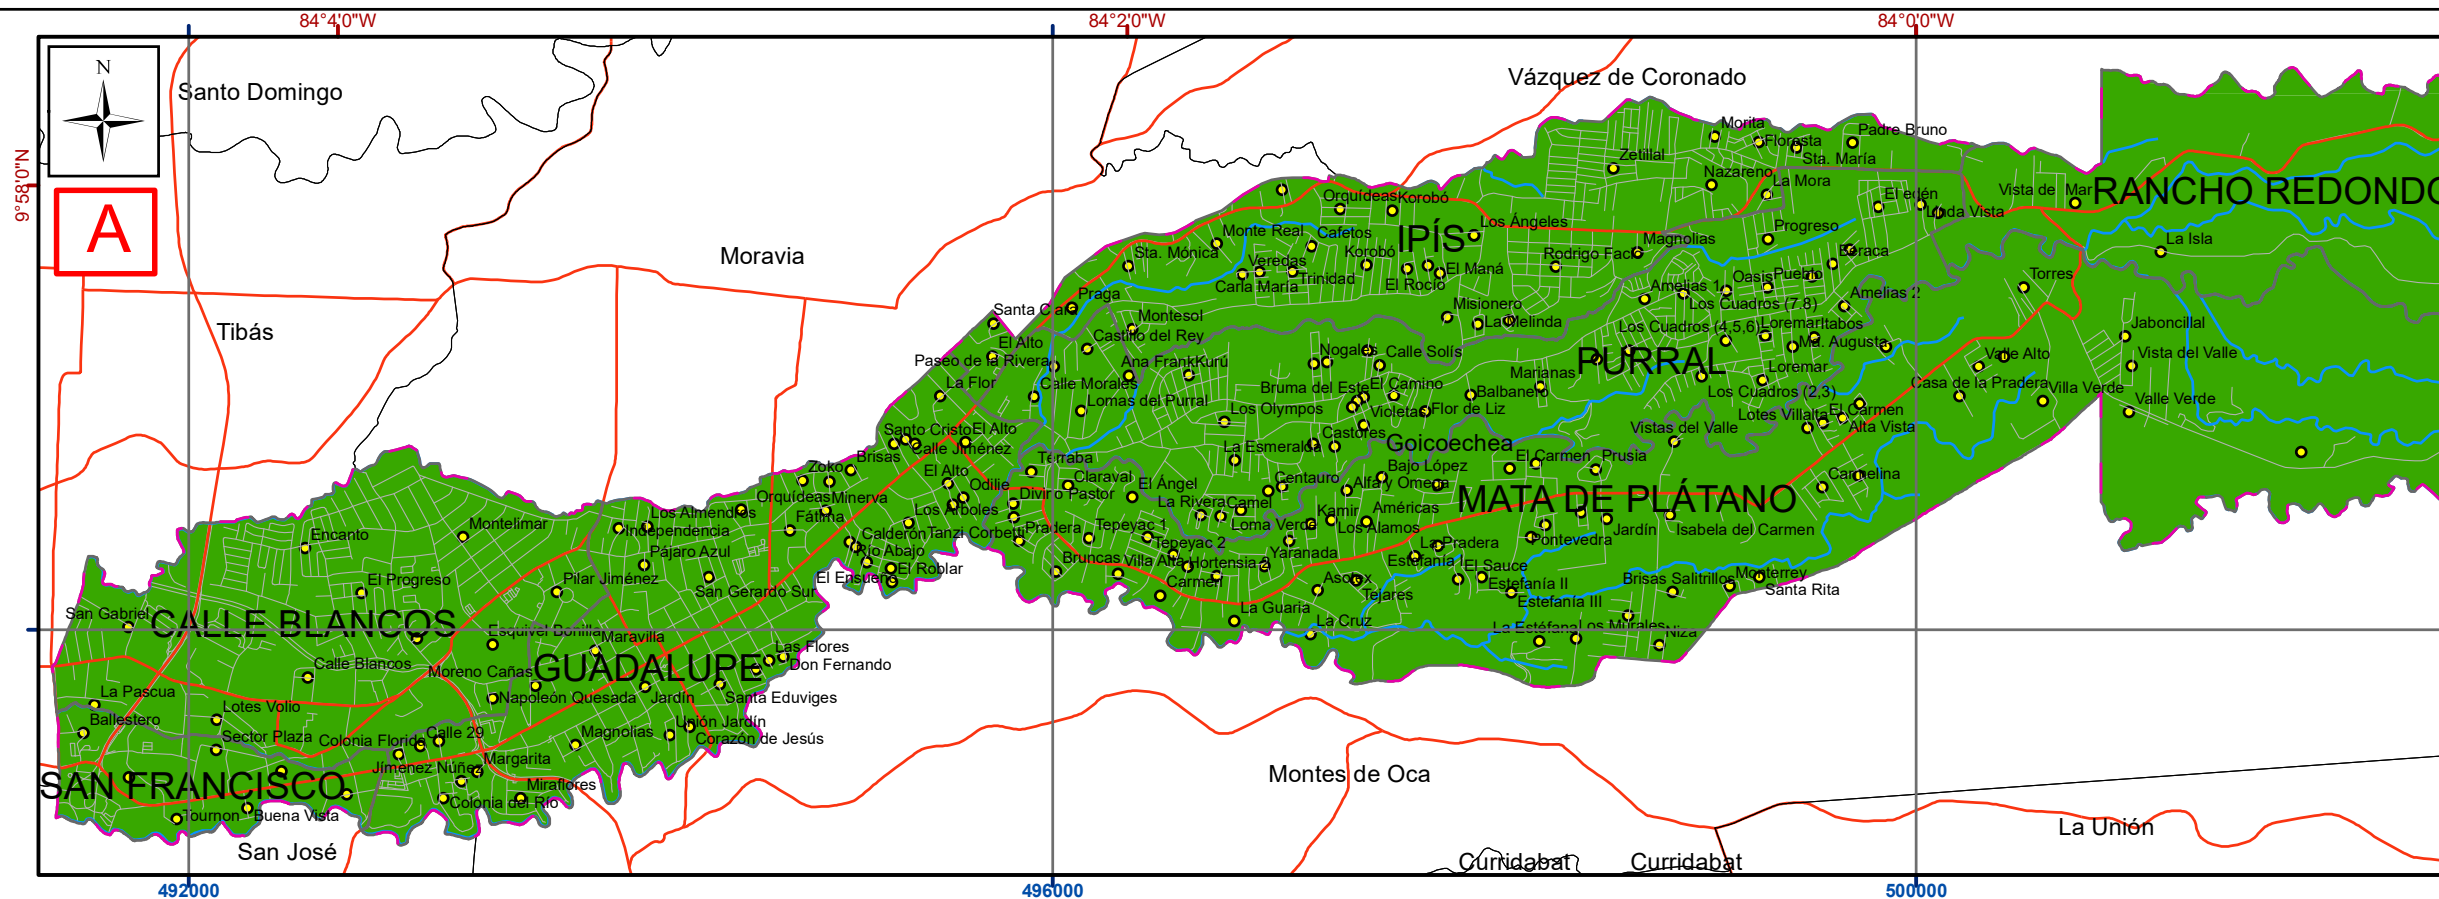 84°4'0"W
84°2'0"W
84°0'0"W
9°58'0"N
N
A
Santo Domingo
Vázquez de Coronado
Moravia
Tibás
Montes de Oca
La Unión
Curridabat
Curridabat
San José
Goicoechea
RANCHO REDONDO
IPÍS
PURRAL
MATA DE PLÁTANO
CALLE BLANCOS
GUADALUPE
SAN FRANCISCO
Morita
Floresta
Padre Bruno
Sta. María
Zetillal
Nazareno
La Mora
El edén
Linda Vista
Vista de Mar
Orquídeas
Korobó
Los Ángeles
Progreso
La Isla
Monte Real
Cafetos
Magnolias
Beraca
Sta. Mónica
Veredas
Korobó
El Maná
Rodrigo Facio
Carla María
Trinidad
El Rocío
Oasis
Pueblo
Torres
Amelias 1
Amelias 2
Praga
Santa Clara
Misionero
Los Cuadros (7 8)
Montesol
La Melinda
Los Cuadros (4,5,6)
Loremar
Itabos
Jaboncillal
Castillo del Rey
El Alto
Md. Augusta
Nogales
Calle Solís
Vista del Valle
Valle Alto
Paseo de la Rivera
Ana Frank
Kurú
Marianas
Loremar
La Flor
Calle Morales
Bruma del Este
El Camino
Balbanero
Los Cuadros (2,3)
Casa de la Pradera
Villa Verde
Valle Verde
Lomas del Purral
Los Olympos
Violetas
Flor de Liz
Lotes Villalta
El Carmen
Alta Vista
Vistas del Valle
Santo Cristo
El Alto
Castores
Calle Jiménez
La Esmeralda
Brisas
Zoko
Térraba
El Carmen
Prusia
El Alto
Claraval
El Ángel
Centauro
Bajo López
Carmelina
Odilie
Divino Pastor
Alfa y Omega
Orquídeas
Minerva
La Rivera
Camel
Los Arboles
Kamir
Américas
Los Almendros
Fátima
Independencia
Montelimar
Encanto
Calderón
Tanzi Corbetti
Pradera
Tepeyac 1
Loma Verde
Los Alamos
Jardín
Isabela del Carmen
Pontevedra
Tepeyac 2
Yaranada
La Pradera
Pájaro Azul
Río Abajo
Bruncas
Villa Alta
Hortensia 2
Estefanía I
El Sauce
El Roblar
El Ensueño
Carmen
Asotex
Tejares
Estefanía II
Estefanía III
Brisas Salitrillos
Monterrey
Santa Rita
El Progreso
Pilar Jiménez
San Gerardo Sur
La Guaria
La Cruz
La Estéfana
Los Murales
Niza
San Gabriel
Esquivel Bonilla
Maravilla
Las Flores
Don Fernando
Calle Blancos
Moreno Cañas
La Pascua
Napoleón Quesada
Jardín
Santa Eduviges
Ballestero
Lotes Volio
Unión Jardín
Corazón de Jesús
Sector Plaza
Colonia Florida
Calle 29
Magnolias
Margarita
Jímenez Núñez
Miraflores
Colonia del Río
Tournon
Buena Vista
492000
496000
500000